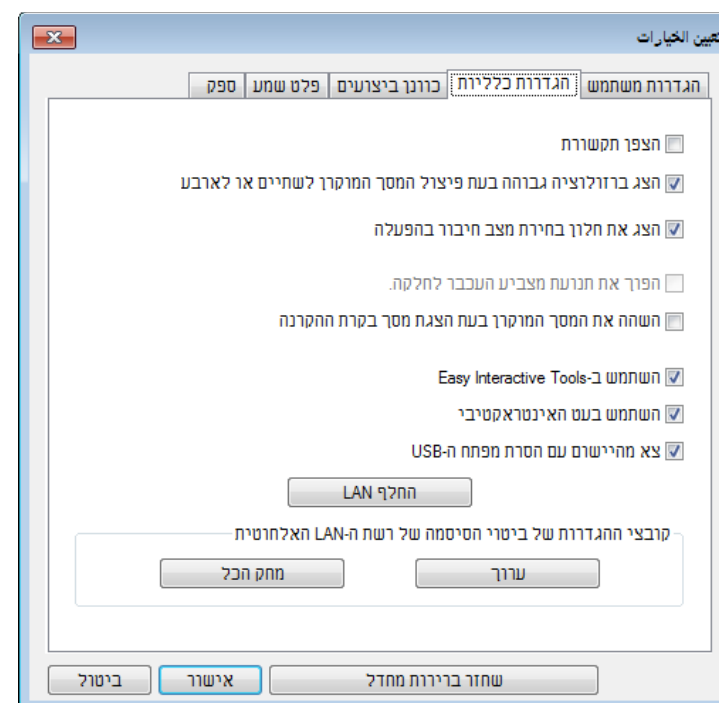 تعيين الخيارات
הגדרות משתמש הגדרות כלליות כוונן ביצועים פלט שמע ספק
הצפן תקשורת
הצג ברזולוציה גבוהה בעת פיצול המסך המוקרן לשתיים או לארבע
הצג את חלון בחירת מצב חיבור בהפעלה
הפוך את תנועת מצביע העכבר לחלקה.
השהה את המסך המוקרן בעת הצגת מסך בקרת ההקרנה
השתמש ב-Easy Interactive Tools
השתמש בעט האינטראקטיבי
צא מהיישום עם הסרת מפתח ה-USB
החלף LAN
קובצי ההגדרות של ביטוי הסיסמה של רשת ה-LAN האלחוטית
ערוך מחק הכל
שחזר ברירות מחדל אישור ביטול